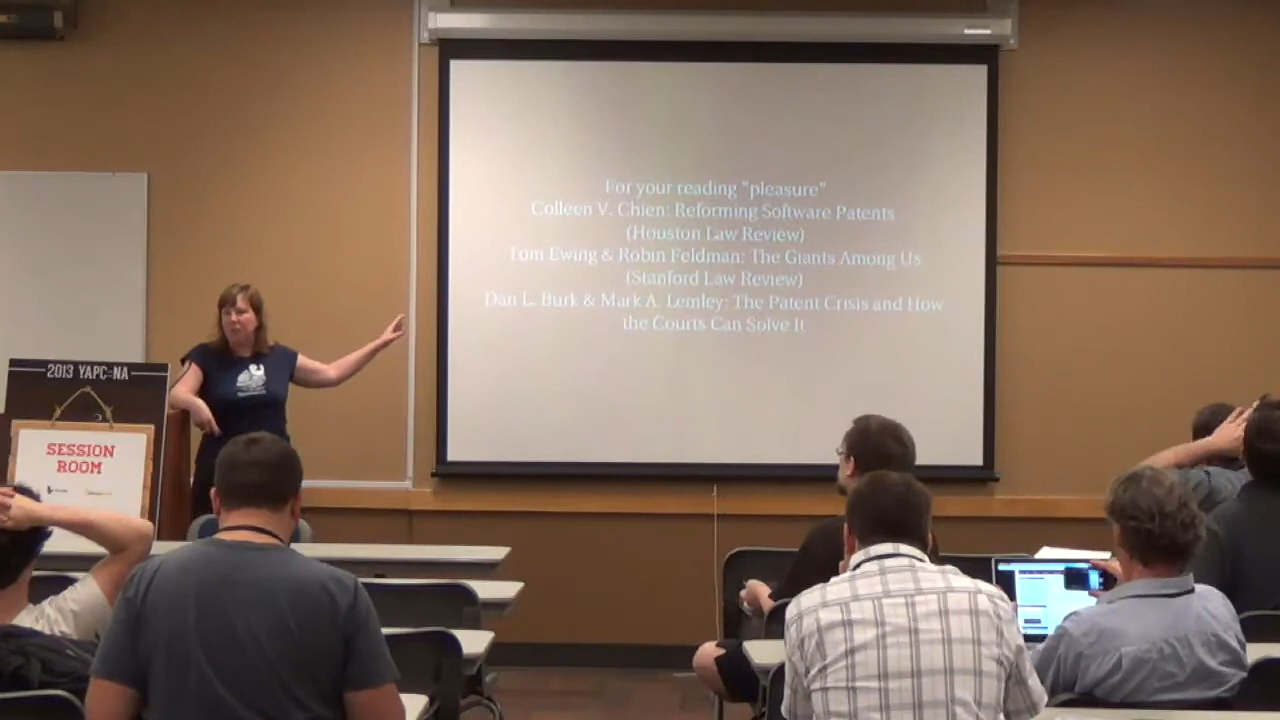 For your reading "pleasure"
Colleen V. Chien: Reforming Software Patents
(Houston Law Review)
Tom Ewing & Robin Feldman: The Giants Among Us
(Stanford Law Review)
Dan L. Burk & Mark A. Lemley: The Patent Crisis and How
the Courts Can Solve It
2013 YAPC::NA
SESSION
ROOM